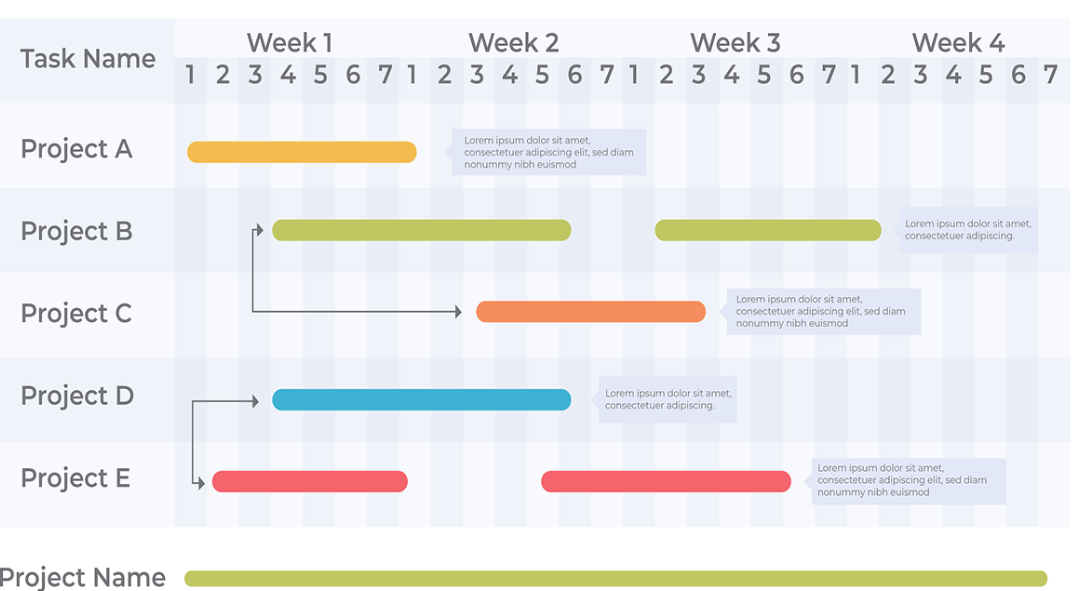 Task Name
Week 1 Week 2 Week 3 Week 4
1 2 3 4 5 6 7 1 2 3 4 5 6 7 1 2 3 4 5 6 7 1 2 3 4 5 6 7
Project A
Lorem ipsum dolor sit amet,
consectetuer adipiscing elit, sed diam
nonummy nibh euismod
Project B
Lorem ipsum dolor sit amet,
consectetuer adipiscing.
Project C
Lorem ipsum dolor sit amet,
consectetuer adipiscing elit, sed diam
nonummy nibh euismod
Project D
Lorem ipsum dolor sit amet,
consectetuer adipiscing.
Project E
Lorem ipsum dolor sit amet,
consectetuer adipiscing elit, sed diam
nonummy nibh euismod
Project Name